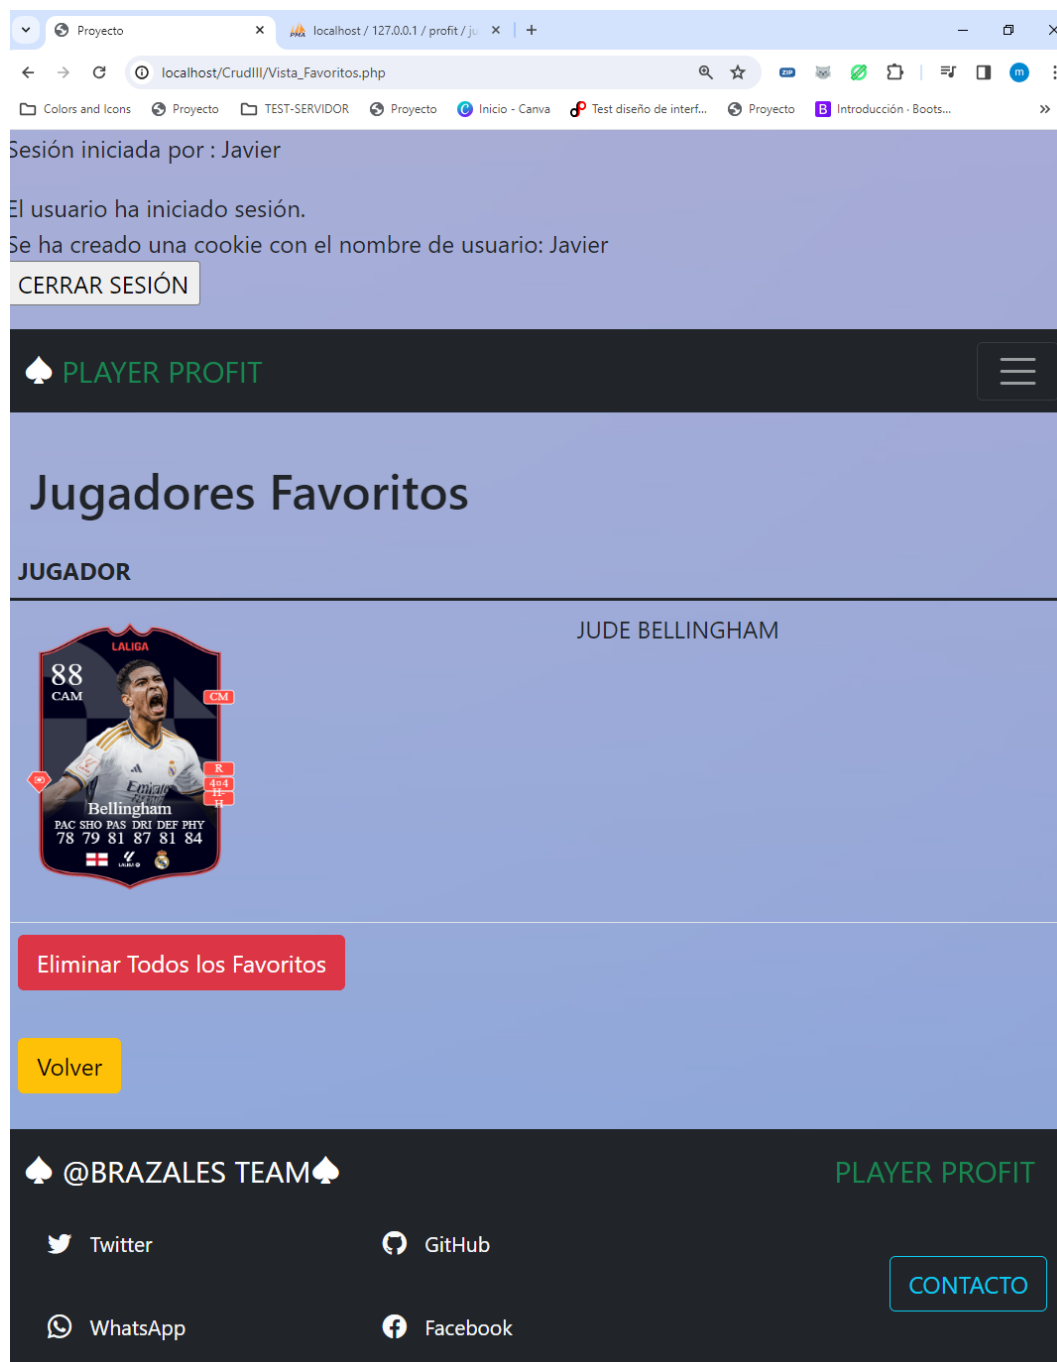 Proyecto
localhost / 127.0.0.1 / profit / ju
localhost/CrudIII/Vista_Favoritos.php
ZIP
m
Colors and Icons
Proyecto
TEST-SERVIDOR
Proyecto
Inicio - Canva
Test diseño de interf...
Proyecto
B Introducción · Boots...
Sesión iniciada por : Javier
El usuario ha iniciado sesión.
Se ha creado una cookie con el nombre de usuario: Javier
CERRAR SESIÓN
PLAYER PROFIT
Jugadores Favoritos
JUGADOR
JUDE BELLINGHAM
LALIGA
88
CAM
CM
R
4¤4
H-
H
Emirates
Bellingham
PAC SHO PAS DRI DEF PHY
78 79 81 87 81 84
Eliminar Todos los Favoritos
Volver
@BRAZALES TEAM
PLAYER PROFIT
Twitter
GitHub
CONTACTO
WhatsApp
Facebook